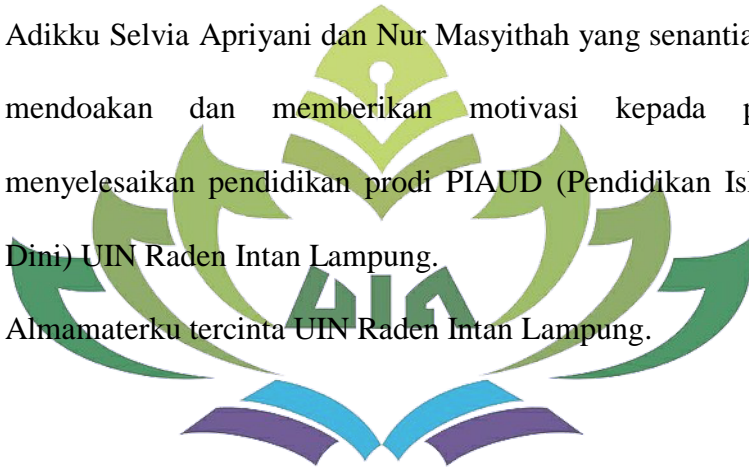 Adikku Selvia Apriyani dan Nur Masyithah yang senantia
mendoakan dan memberikan motivasi kepada p
menyelesaikan pendidikan prodi PIAUD (Pendidikan Isl
Dini) UIN Raden Intan Lampung.
UIN
Almamaterku tercinta UIN Raden Intan Lampung.